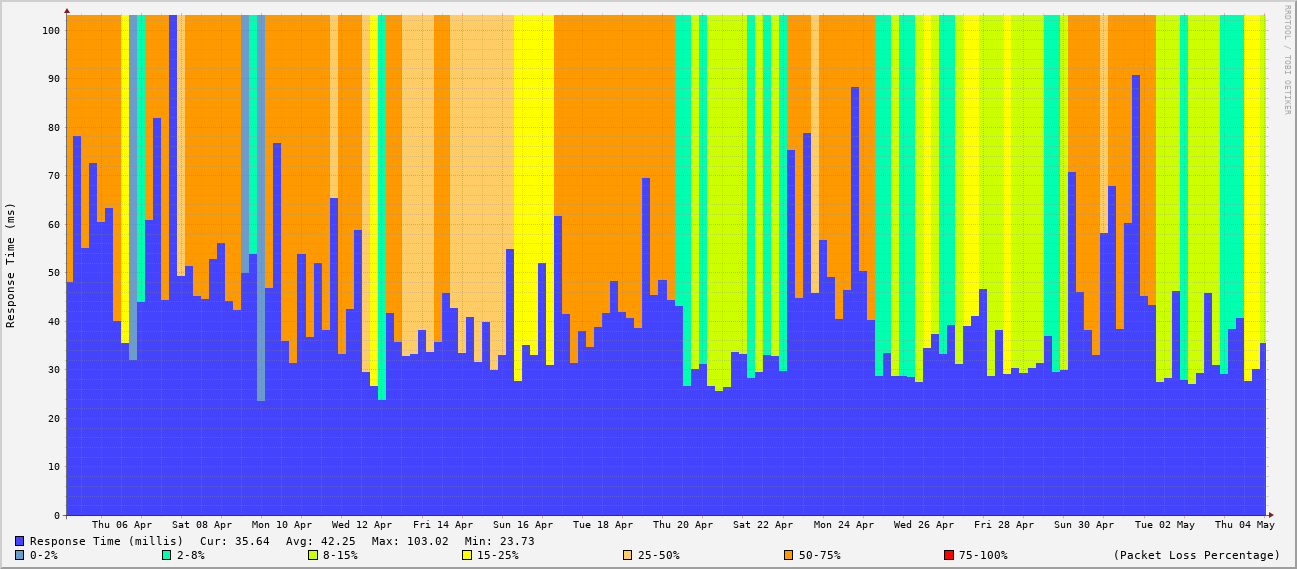 RRDTOOL / TOBI OETIKER
Response Time (ms)
100
90
80
70
60
50
40
30
20
10
0
Thu 06 Apr Sat 08 Apr Mon 10 Apr Wed 12 Apr Fri 14 Apr Sun 16 Apr Tue 18 Apr Thu 20 Apr Sat 22 Apr Mon 24 Apr Wed 26 Apr Fri 28 Apr Sun 30 Apr Tue 02 May Thu 04 May
Response Time (millis) Cur: 35.64 Avg: 42.25 Max: 103.02 Min: 23.73
0-2% 2-8% 8-15% 15-25% 25-50% 50-75% 75-100% (Packet Loss Percentage)